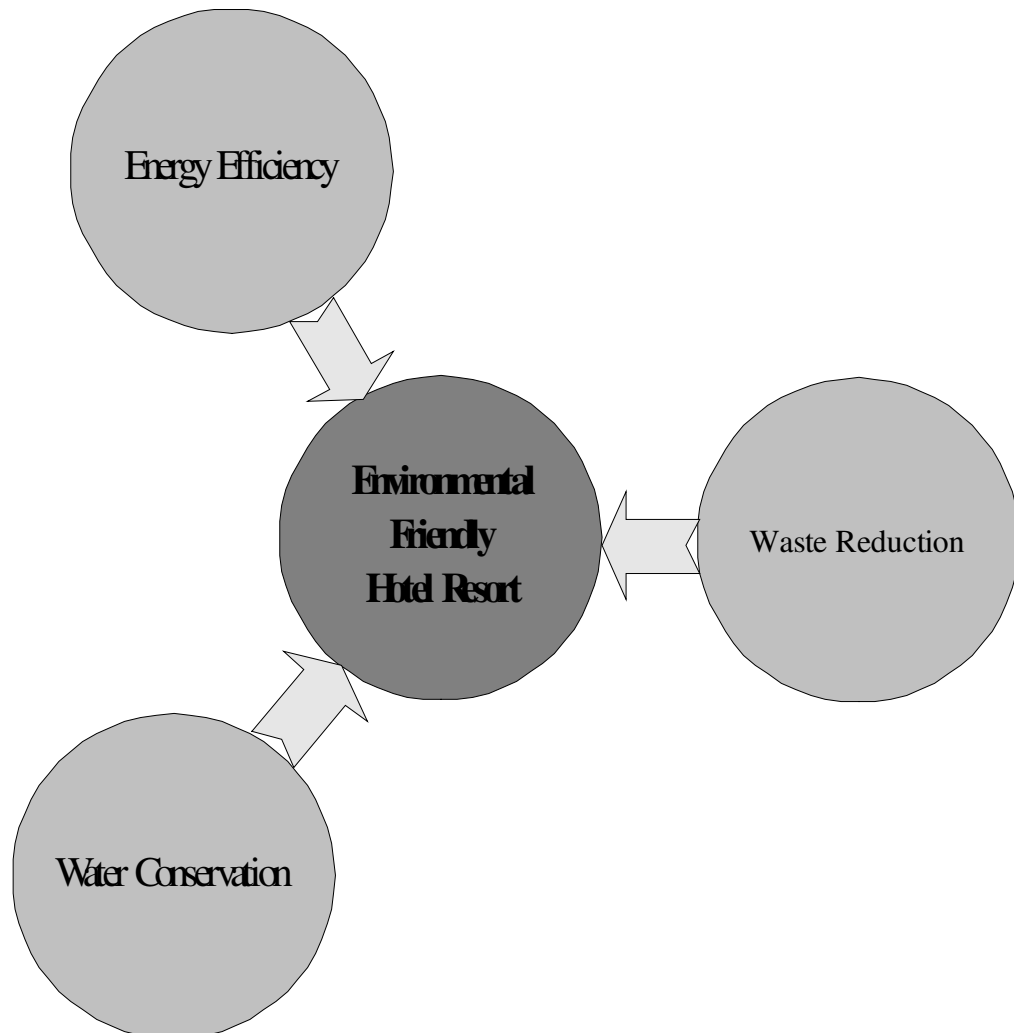 Energy Efficiency
Environmental
Friendly
Hotel Resort
Waste Reduction
Water Conservation